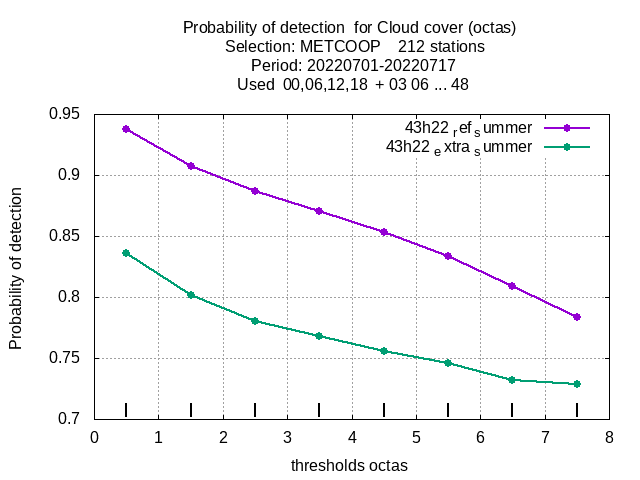 Probability of detection  for Cloud cover (octas)
Selection: METCOOP    212 stations
Period: 20220701-20220717
Used  00,06,12,18  + 03 06 ... 48
0.95
0.9
0.85
0.8
0.75
0.7
Probability of detection
43h22 ref summer
43h22 extra summer
0 1 2 3 4 5 6 7 8
thresholds octas